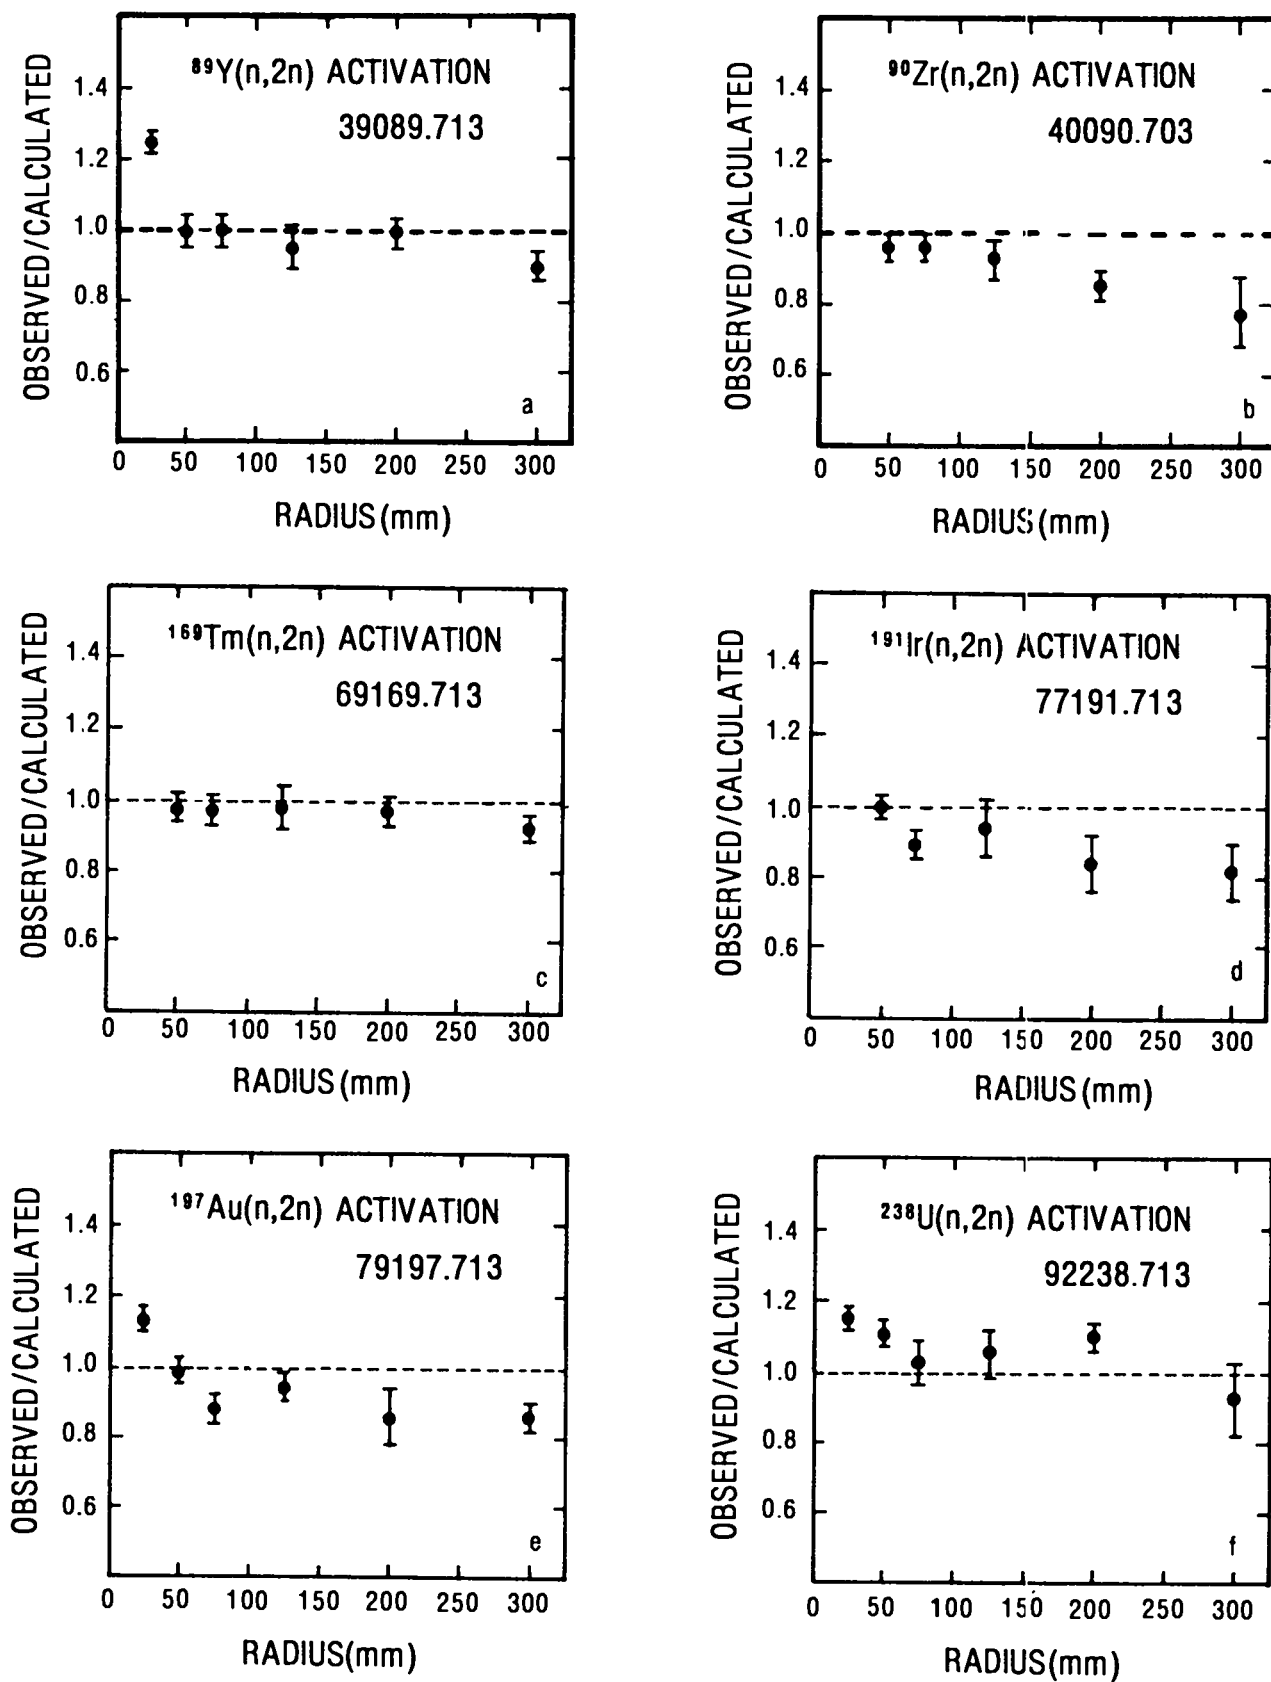 ⁸⁹Y(n,2n) ACTIVATION
39089.713
OBSERVED/CALCULATED
1.4
1.2
1.0
0.8
0.6
a
0 50 100 150 200 250 300
RADIUS(mm)
⁹⁰Zr(n,2n) ACTIVATION
40090.703
OBSERVED/CALCULATED
1.4
1.2
1.0
0.8
0.6
b
0 50 100 150 200 250 300
RADIUS(mm)
¹⁶⁹Tm(n,2n) ACTIVATION
69169.713
OBSERVED/CALCULATED
1.4
1.2
1.0
0.8
0.6
c
0 50 100 150 200 250 300
RADIUS(mm)
¹⁹¹Ir(n,2n) ACTIVATION
77191.713
OBSERVED/CALCULATED
1.4
1.2
1.0
0.8
0.6
d
0 50 100 150 200 250 300
RADIUS(mm)
¹⁹⁷Au(n,2n) ACTIVATION
79197.713
OBSERVED/CALCULATED
1.4
1.2
1.0
0.8
0.6
e
0 50 100 150 200 250 300
RADIUS(mm)
²³⁸U(n,2n) ACTIVATION
92238.713
OBSERVED/CALCULATED
1.4
1.2
1.0
0.8
0.6
f
0 50 100 150 200 250 300
RADIUS(mm)